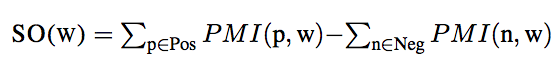 SO(w) = ∑p∈Pos PMI(p, w)−∑n∈Neg PMI(n, w)